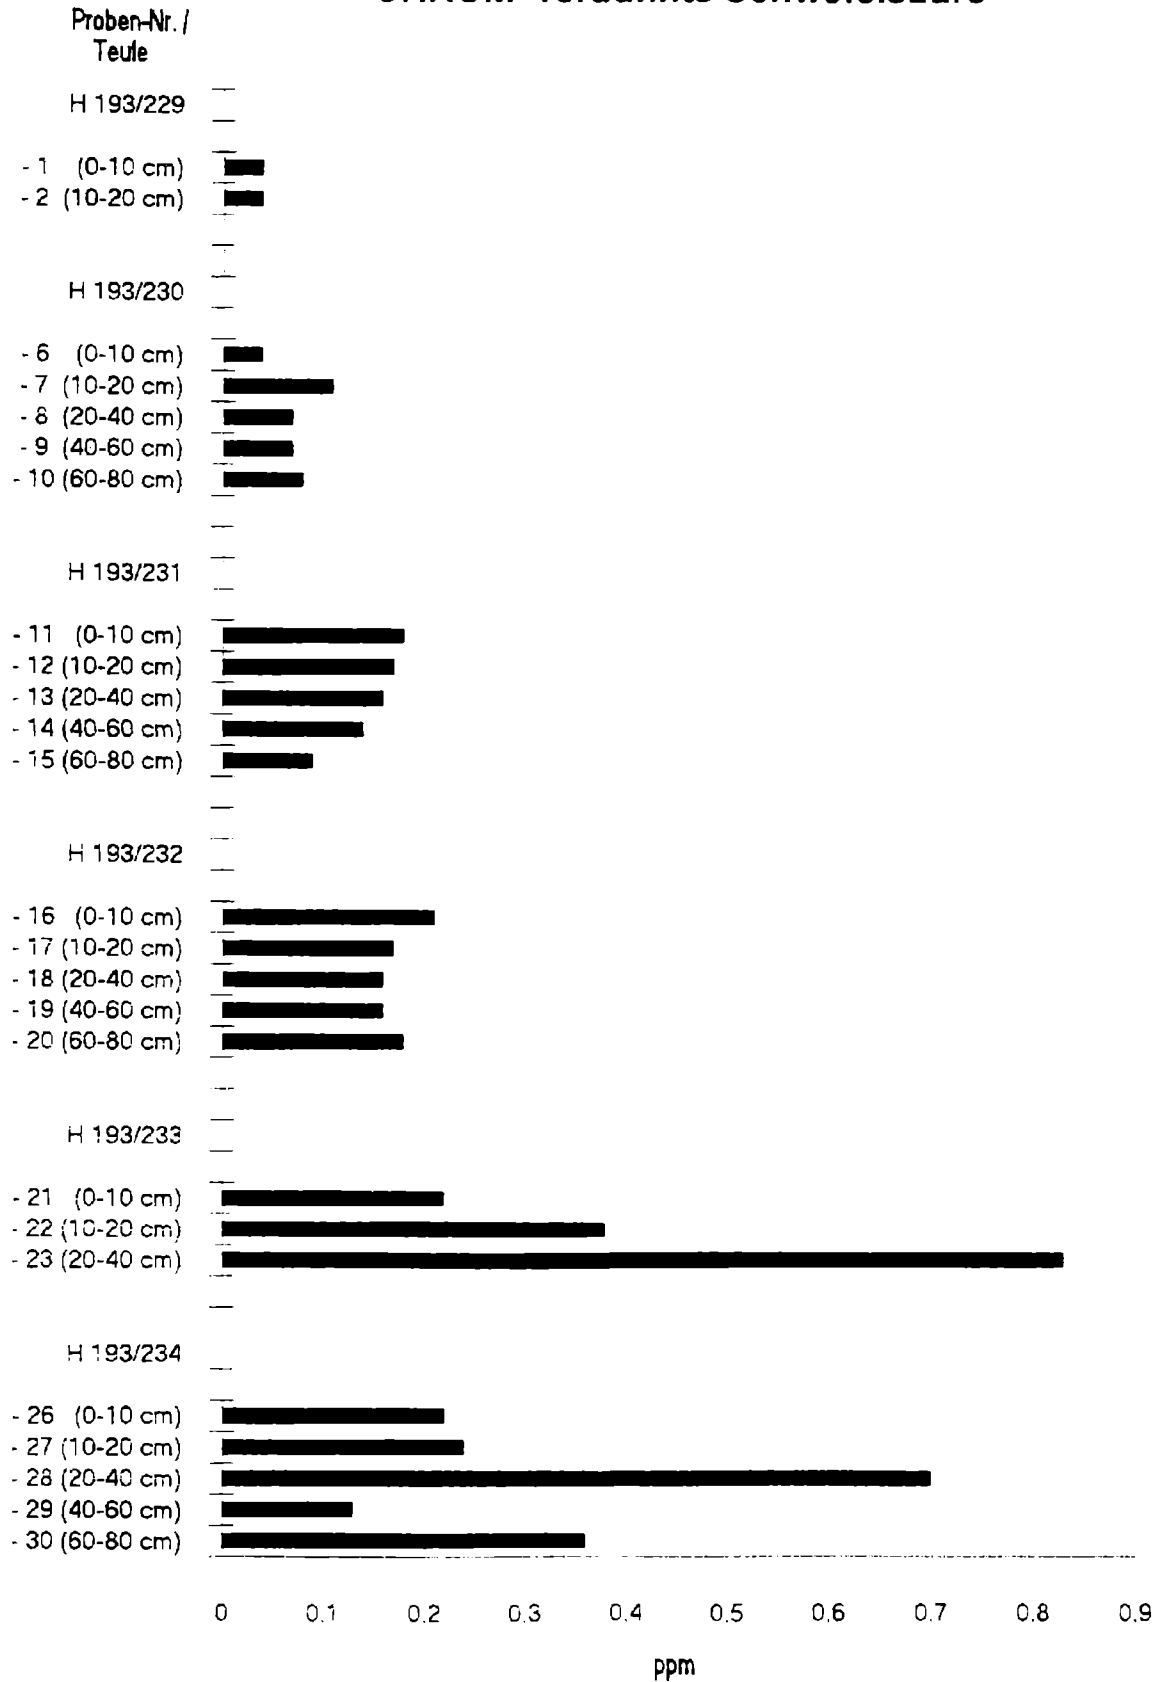 Proben-Nr. /
Teufe
H 193/229
- 1 (0-10 cm)
- 2 (10-20 cm)
H 193/230
- 6 (0-10 cm)
- 7 (10-20 cm)
- 8 (20-40 cm)
- 9 (40-60 cm)
- 10 (60-80 cm)
H 193/231
- 11 (0-10 cm)
- 12 (10-20 cm)
- 13 (20-40 cm)
- 14 (40-60 cm)
- 15 (60-80 cm)
H 193/232
- 16 (0-10 cm)
- 17 (10-20 cm)
- 18 (20-40 cm)
- 19 (40-60 cm)
- 20 (60-80 cm)
H 193/233
- 21 (0-10 cm)
- 22 (10-20 cm)
- 23 (20-40 cm)
H 193/234
- 26 (0-10 cm)
- 27 (10-20 cm)
- 28 (20-40 cm)
- 29 (40-60 cm)
- 30 (60-80 cm)
0 0.1 0.2 0.3 0.4 0.5 0.6 0.7 0.8 0.9
ppm